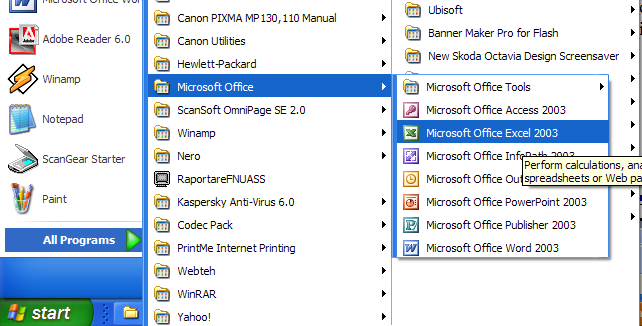 Microsoft Office Wor
Adobe Reader 6.0
Winamp
Notepad
ScanGear Starter
Paint
All Programs
start
Canon PIXMA MP130,110 Manual
Canon Utilities
Hewlett-Packard
Microsoft Office
ScanSoft OmniPage SE 2.0
Winamp
Nero
RaportareFNUASS
Kaspersky Anti-Virus 6.0
Codec Pack
PrintMe Internet Printing
Webteh
WinRAR
Yahoo!
Ubisoft
Banner Maker Pro for Flash
New Skoda Octavia Design Screensaver
Microsoft Office Tools
Microsoft Office Access 2003
Microsoft Office Excel 2003
Microsoft Office InfoPath 2003
Microsoft Office Out
Microsoft Office PowerPoint 2003
Microsoft Office Publisher 2003
Microsoft Office Word 2003
Perform calculations, ana
spreadsheets or Web pa